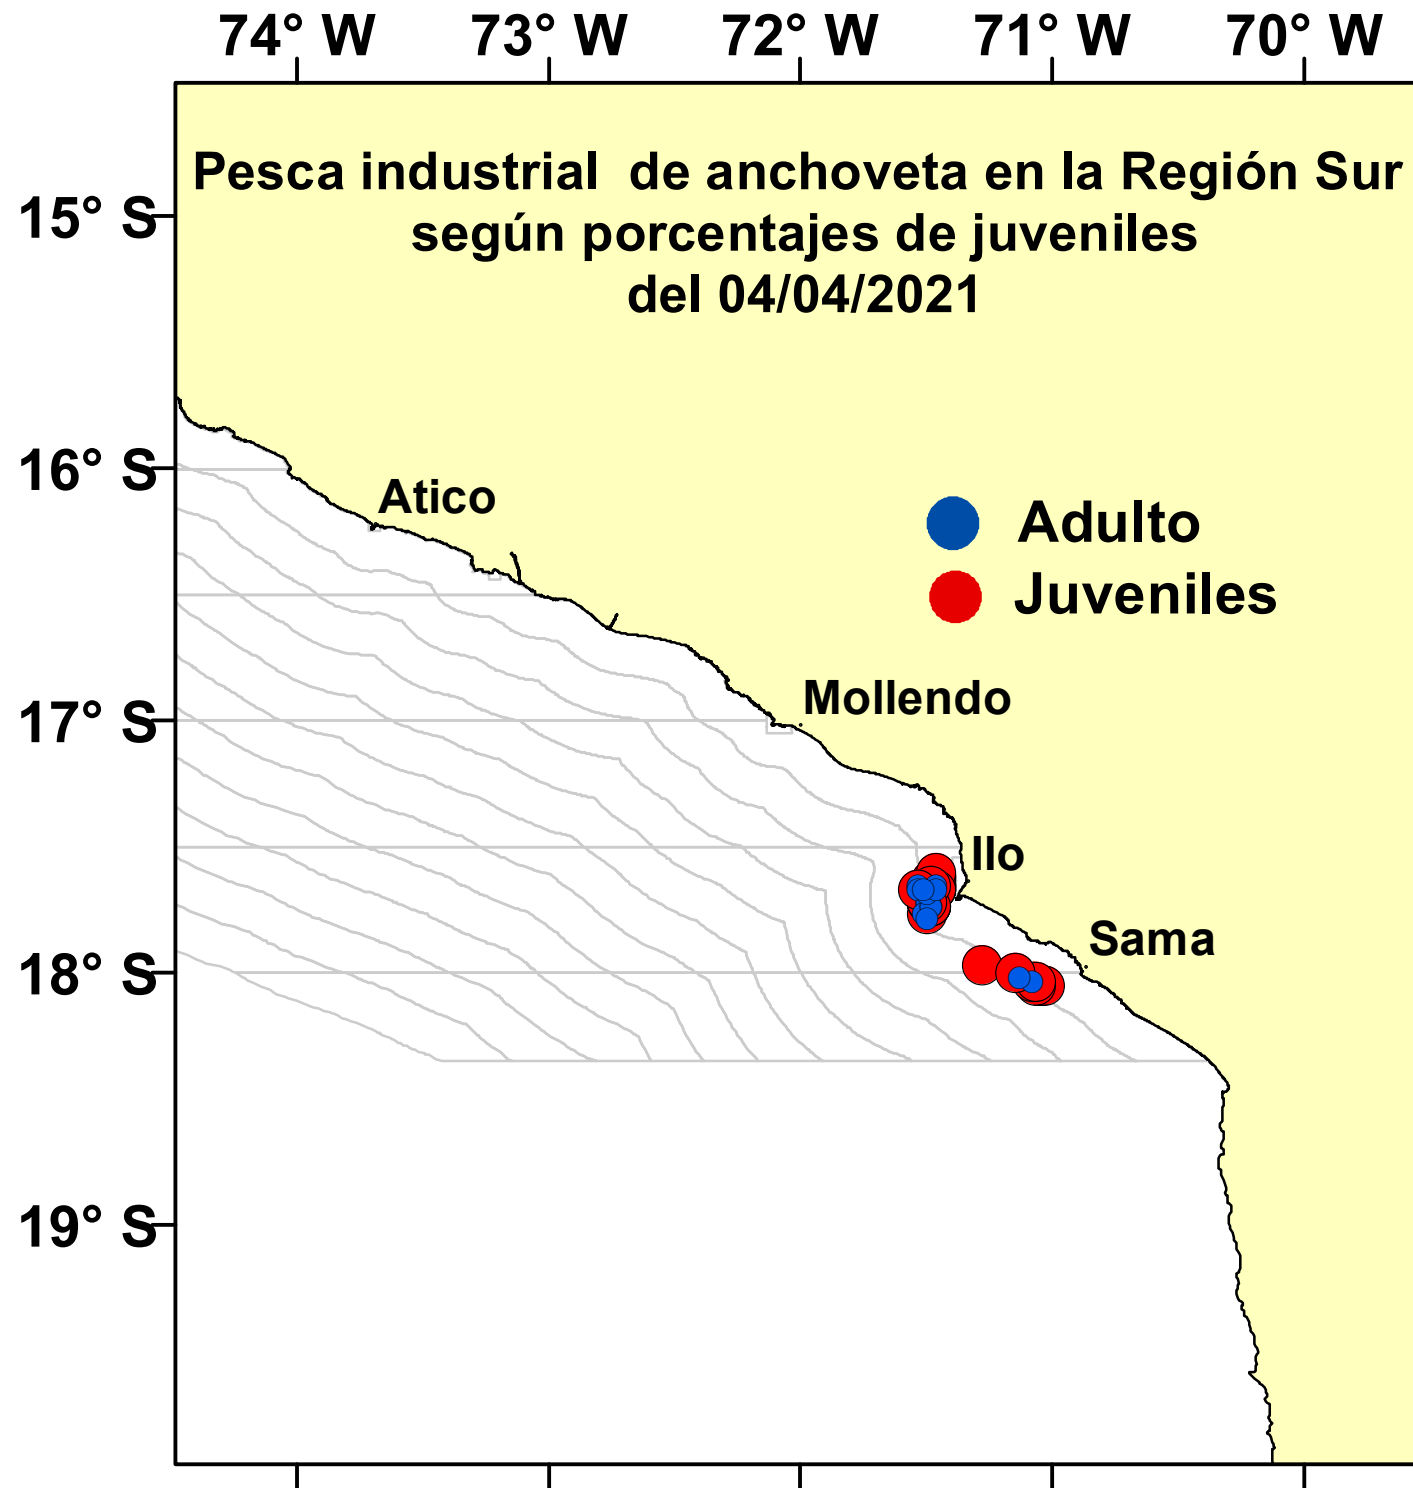 74° W 73° W 72° W 71° W 70° W
Pesca industrial de anchoveta en la Región Sur
según porcentajes de juveniles
del 04/04/2021
15° S
16° S
Atico
Adulto
Juveniles
Mollendo
17° S
Ilo
Sama
18° S
19° S